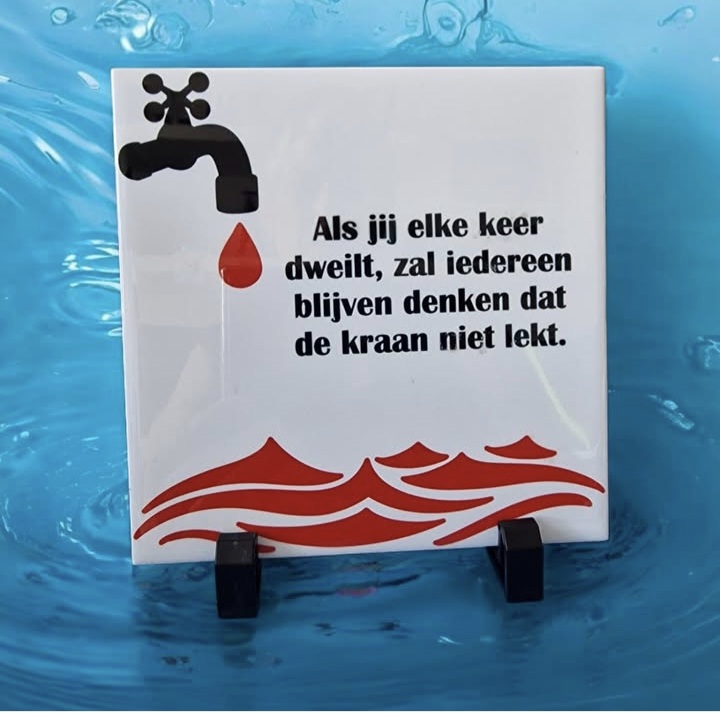 Als jij elke keer
dweilt, zal iedereen
blijven denken dat
de kraan niet lekt.